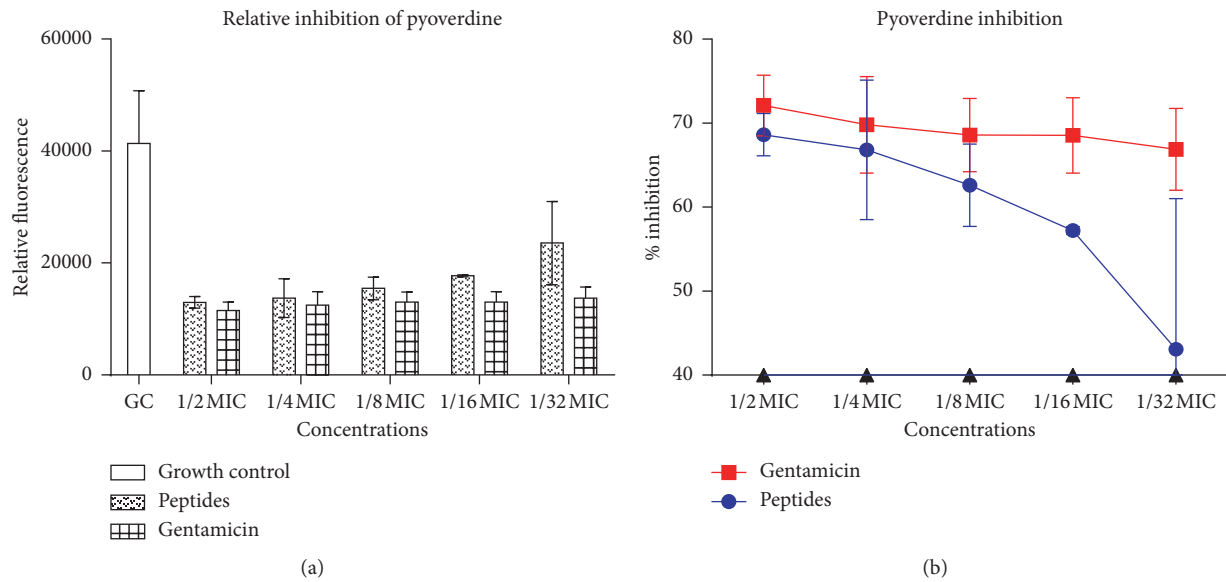 Relative inhibition of pyoverdine
60000
40000
20000
0
Relative fluorescence
GC 1/2 MIC 1/4 MIC 1/8 MIC 1/16 MIC 1/32 MIC
Concentrations
Growth control
Peptides
Gentamicin
(a)
Pyoverdine inhibition
80
70
60
50
40
% inhibition
1/2 MIC 1/4 MIC 1/8 MIC 1/16 MIC 1/32 MIC
Concentrations
Gentamicin
Peptides
(b)